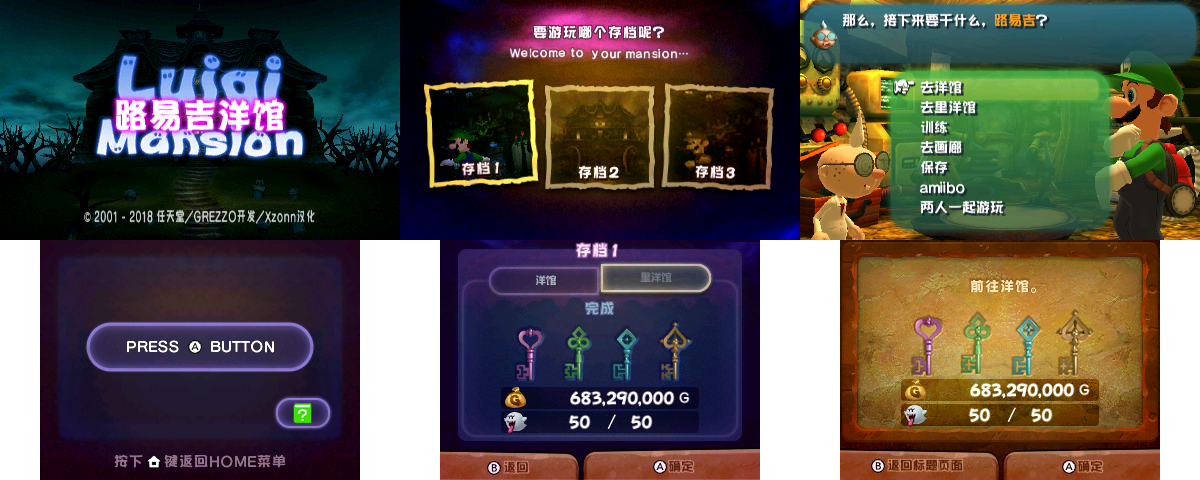 Luigi
路易吉洋馆
Mansion
© 2001 - 2018 任天堂/GREZZO开发/Xzonn汉化
要游玩哪个存档呢?
Welcome to your mansion…
存档1
存档2
存档3
那么,接下来要干什么,路易吉?
去洋馆
去里洋馆
训练
去画廊
保存
amiibo
两人一起游玩
PRESS A BUTTON
?
按下 键返回HOME菜单
存档1
洋馆
里洋馆
完成
G 683,290,000 G
50 / 50
B返回
A确定
前往洋馆。
G 683,290,000 G
50 / 50
B返回标题页面
A确定